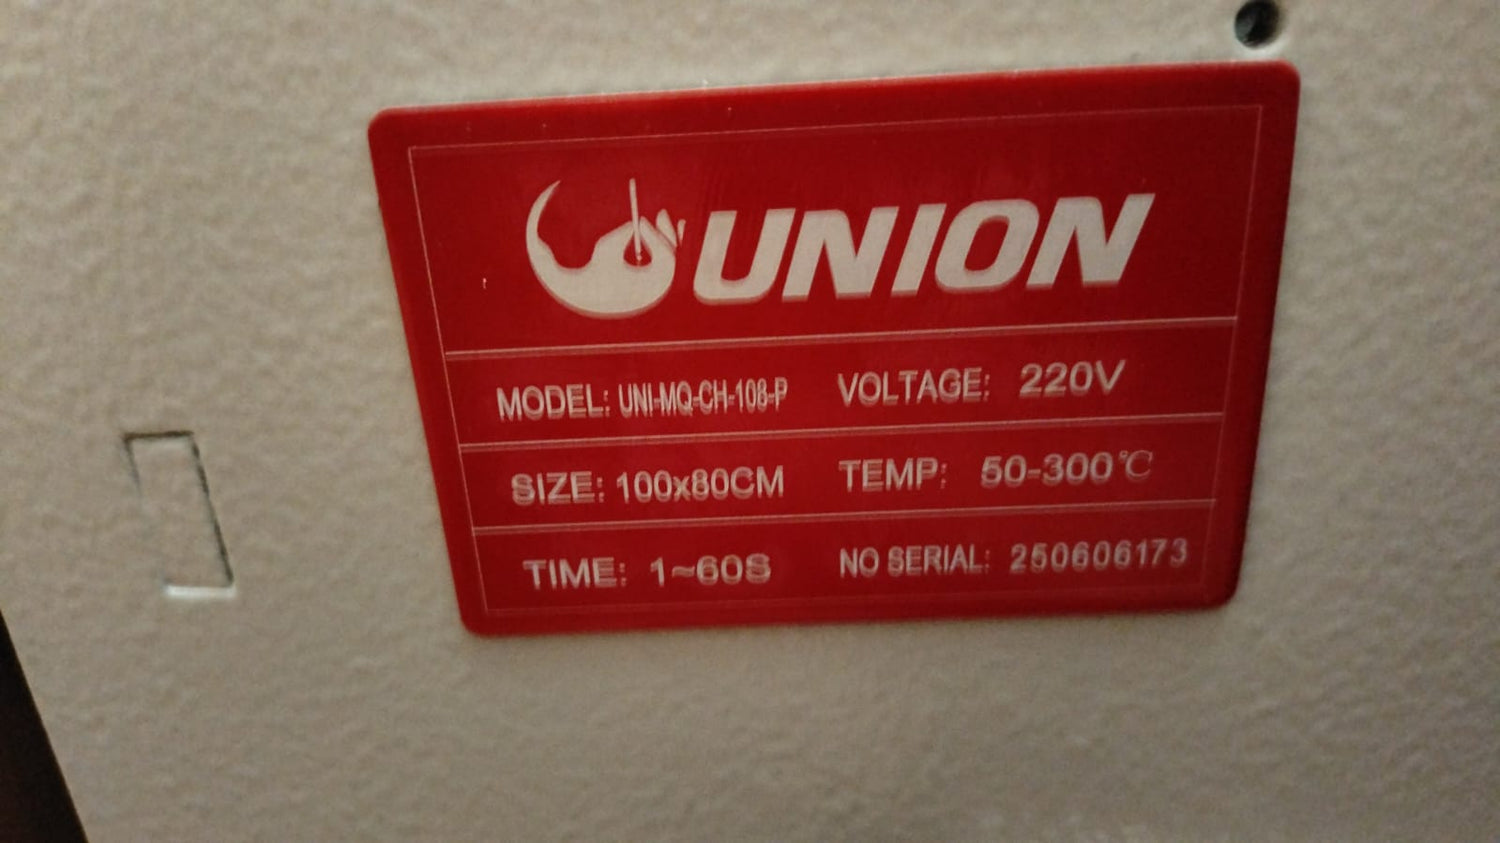 UNION
MODEL: UNI-MQ-CH-108-P VOLTAGE: 220V
SIZE: 100x80CM TEMP: 50-300℃
TIME: 1~60S NO SERIAL: 250606173